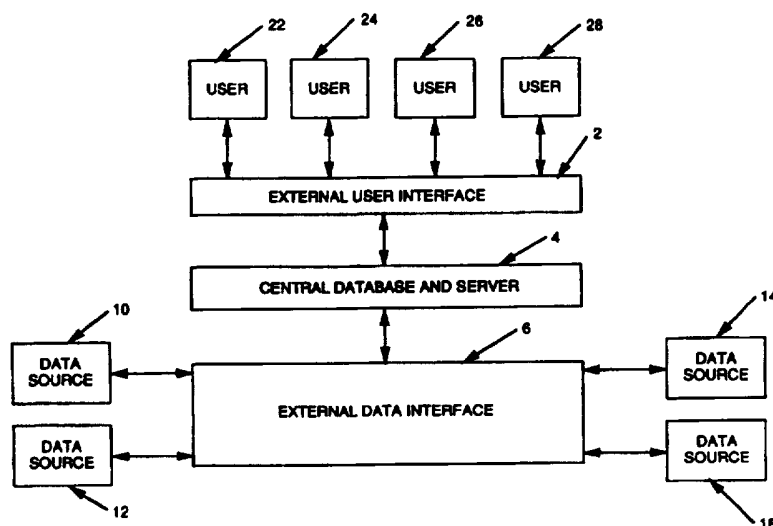 22
24
26
28
USER
USER
USER
USER
2
EXTERNAL USER INTERFACE
4
CENTRAL DATABASE AND SERVER
10
6
14
DATA
SOURCE
EXTERNAL DATA INTERFACE
DATA
SOURCE
DATA
SOURCE
DATA
SOURCE
12